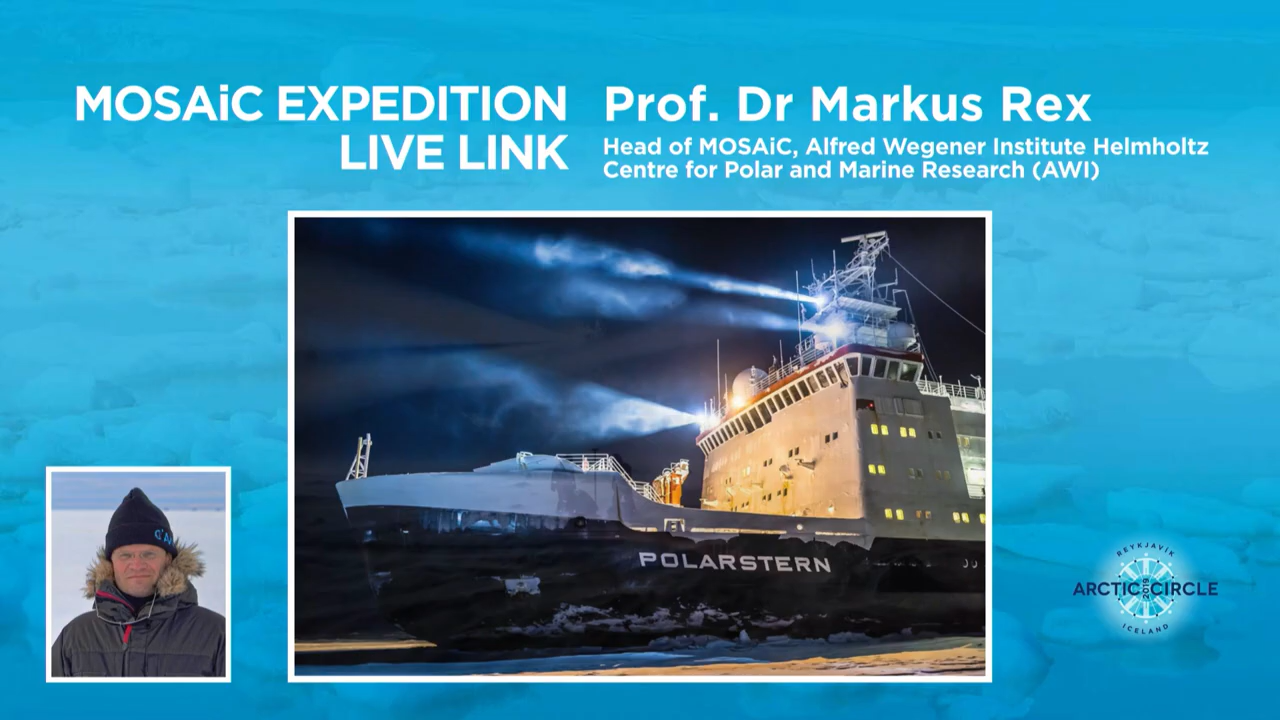 MOSAiC EXPEDITION
LIVE LINK
Prof. Dr Markus Rex
Head of MOSAiC, Alfred Wegener Institute Helmholtz
Centre for Polar and Marine Research (AWI)
POLARSTERN
REYKJAVÍK
ARCTIC CIRCLE
2019
ICELAND